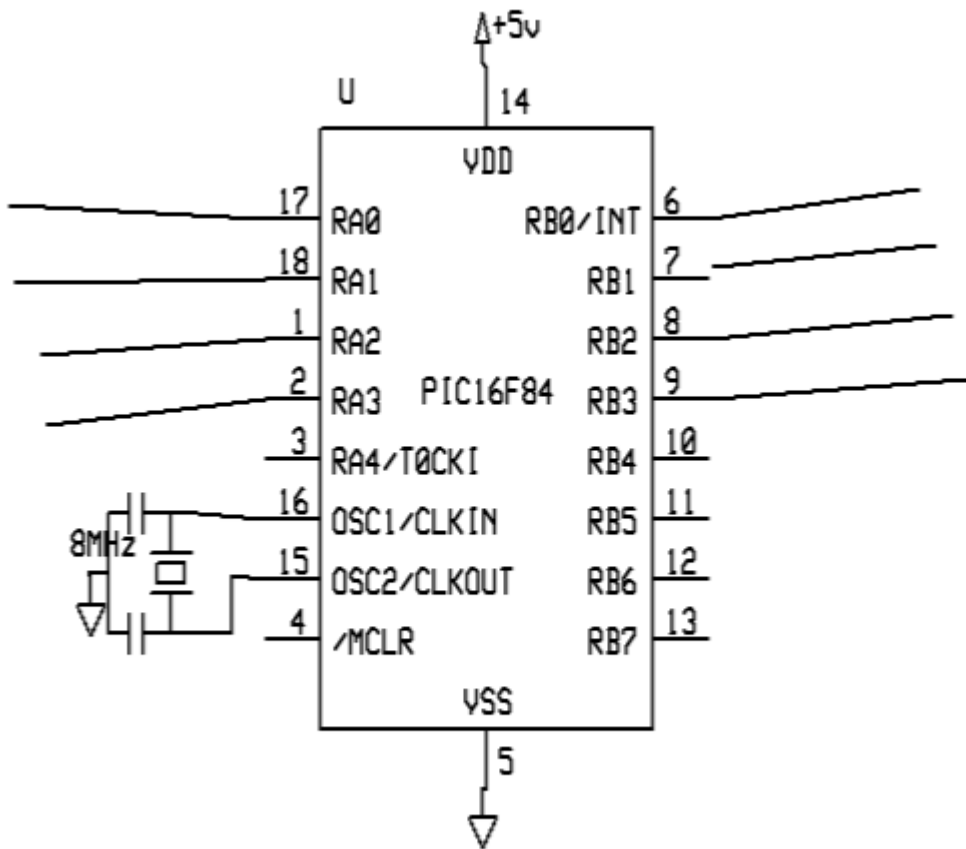 +5v
U
14
VDD
17 RA0 RB0/INT 6
18 RA1 RB1 7
1 RA2 RB2 8
2 RA3 PIC16F84 RB3 9
3 RA4/T0CKI RB4 10
16 OSC1/CLKIN RB5 11
8MHz
15 OSC2/CLKOUT RB6 12
4 /MCLR RB7 13
VSS
5